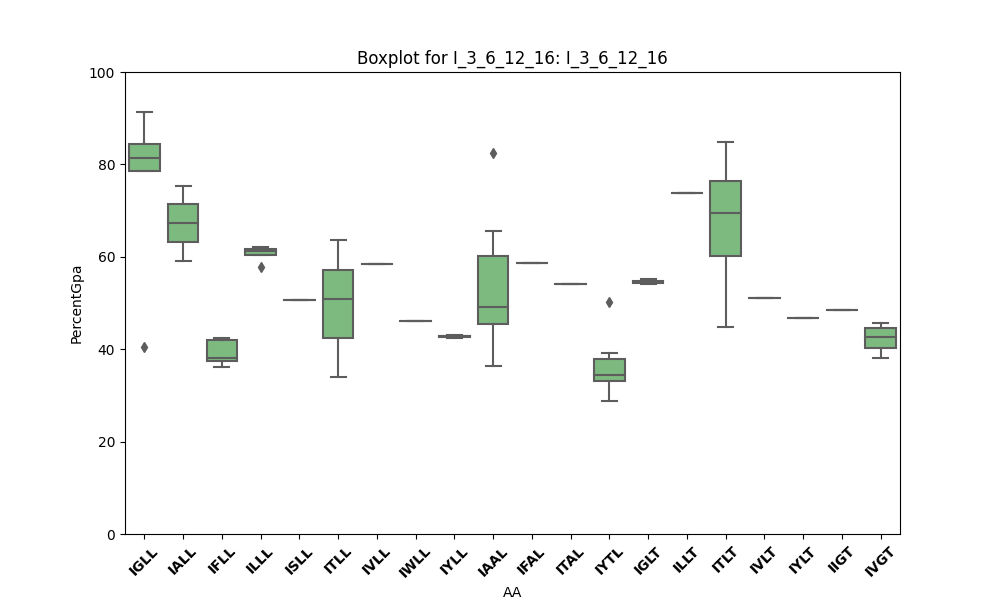 Boxplot for I_3_6_12_16: I_3_6_12_16
100
80
60
40
20
0
PercentGpa
IGLL IALL IFLL ILLL ISLL ITLL IVLL IWLL IYLL IAAL IFAL ITAL IYTL IGLT ILLT ITLT IVLT IYLT IIGT IVGT
AA